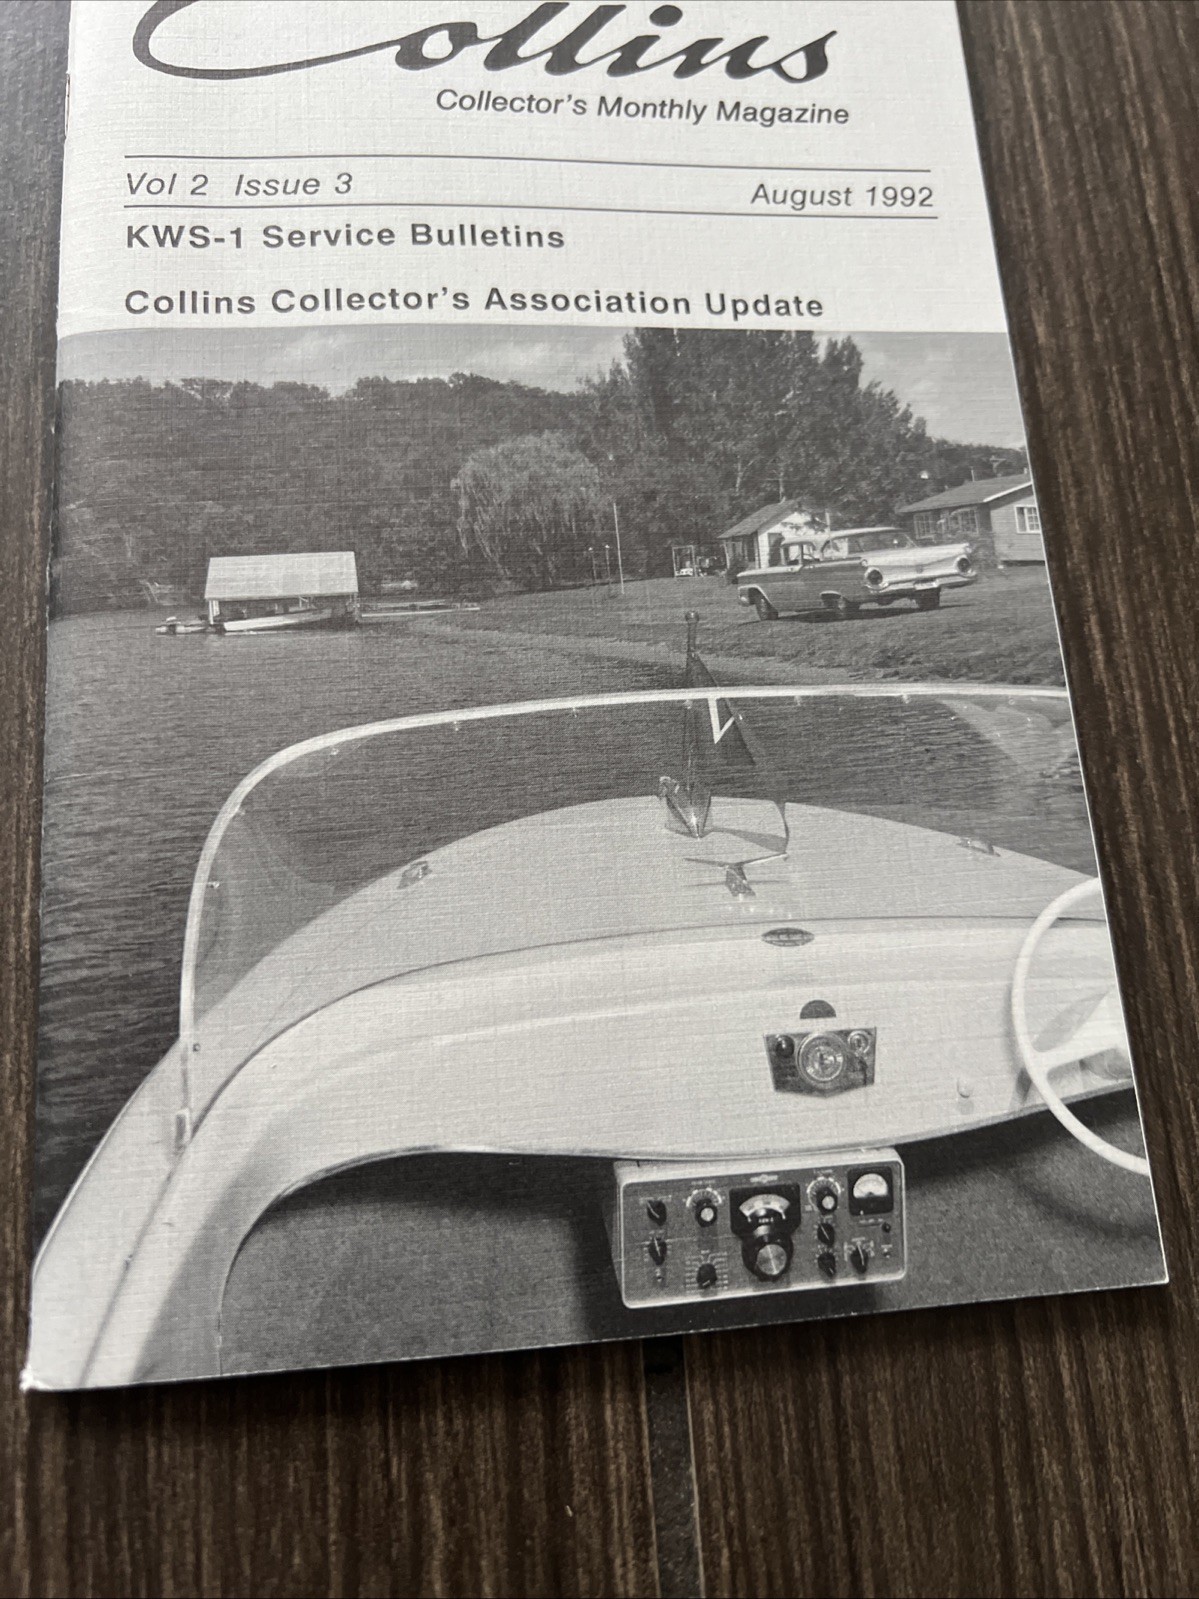 Collins
Collector's Monthly Magazine
Vol 2 Issue 3
August 1992
KWS-1 Service Bulletins
Collins Collector's Association Update